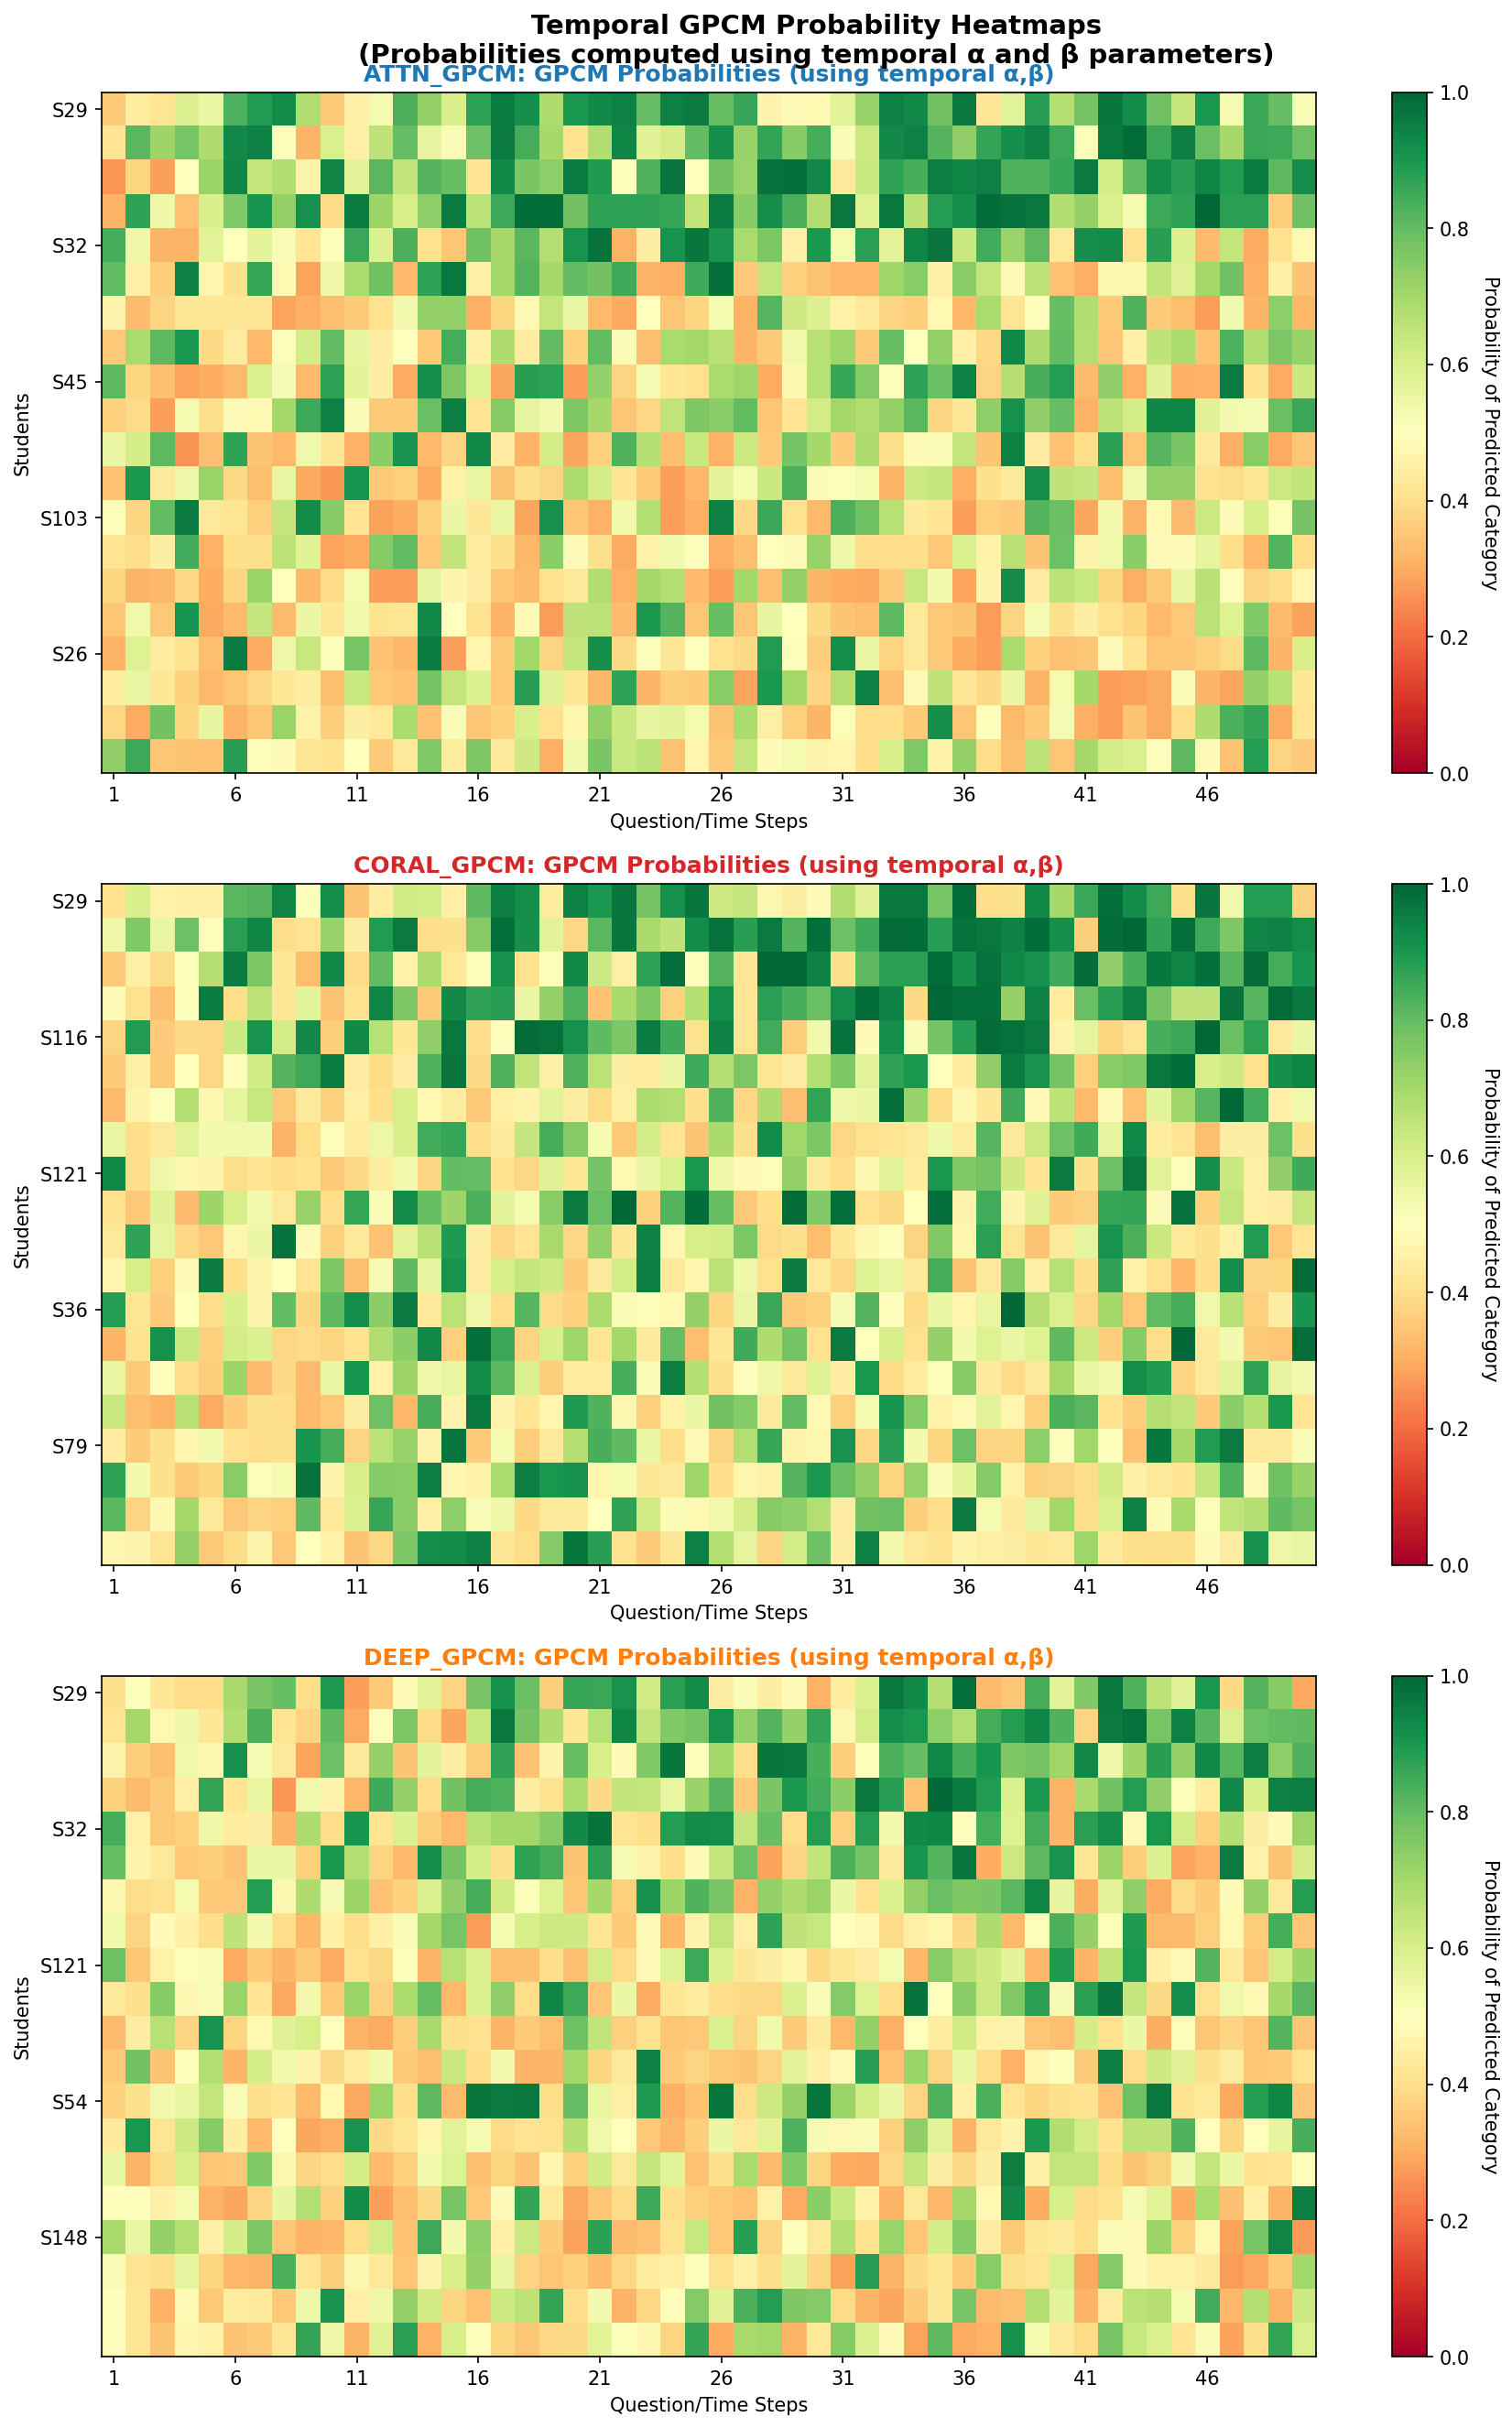 Temporal GPCM Probability Heatmaps
(Probabilities computed using temporal α and β parameters)
ATTN_GPCM: GPCM Probabilities (using temporal α,β)
S29
S32
S45
S103
S26
Students
1 6 11 16 21 26 31 36 41 46
Question/Time Steps
1.0
0.8
0.6
0.4
0.2
0.0
Probability of Predicted Category
CORAL_GPCM: GPCM Probabilities (using temporal α,β)
S29
S116
S121
S36
S79
Students
1 6 11 16 21 26 31 36 41 46
Question/Time Steps
1.0
0.8
0.6
0.4
0.2
0.0
Probability of Predicted Category
DEEP_GPCM: GPCM Probabilities (using temporal α,β)
S29
S32
S121
S54
S148
Students
1 6 11 16 21 26 31 36 41 46
Question/Time Steps
1.0
0.8
0.6
0.4
0.2
0.0
Probability of Predicted Category